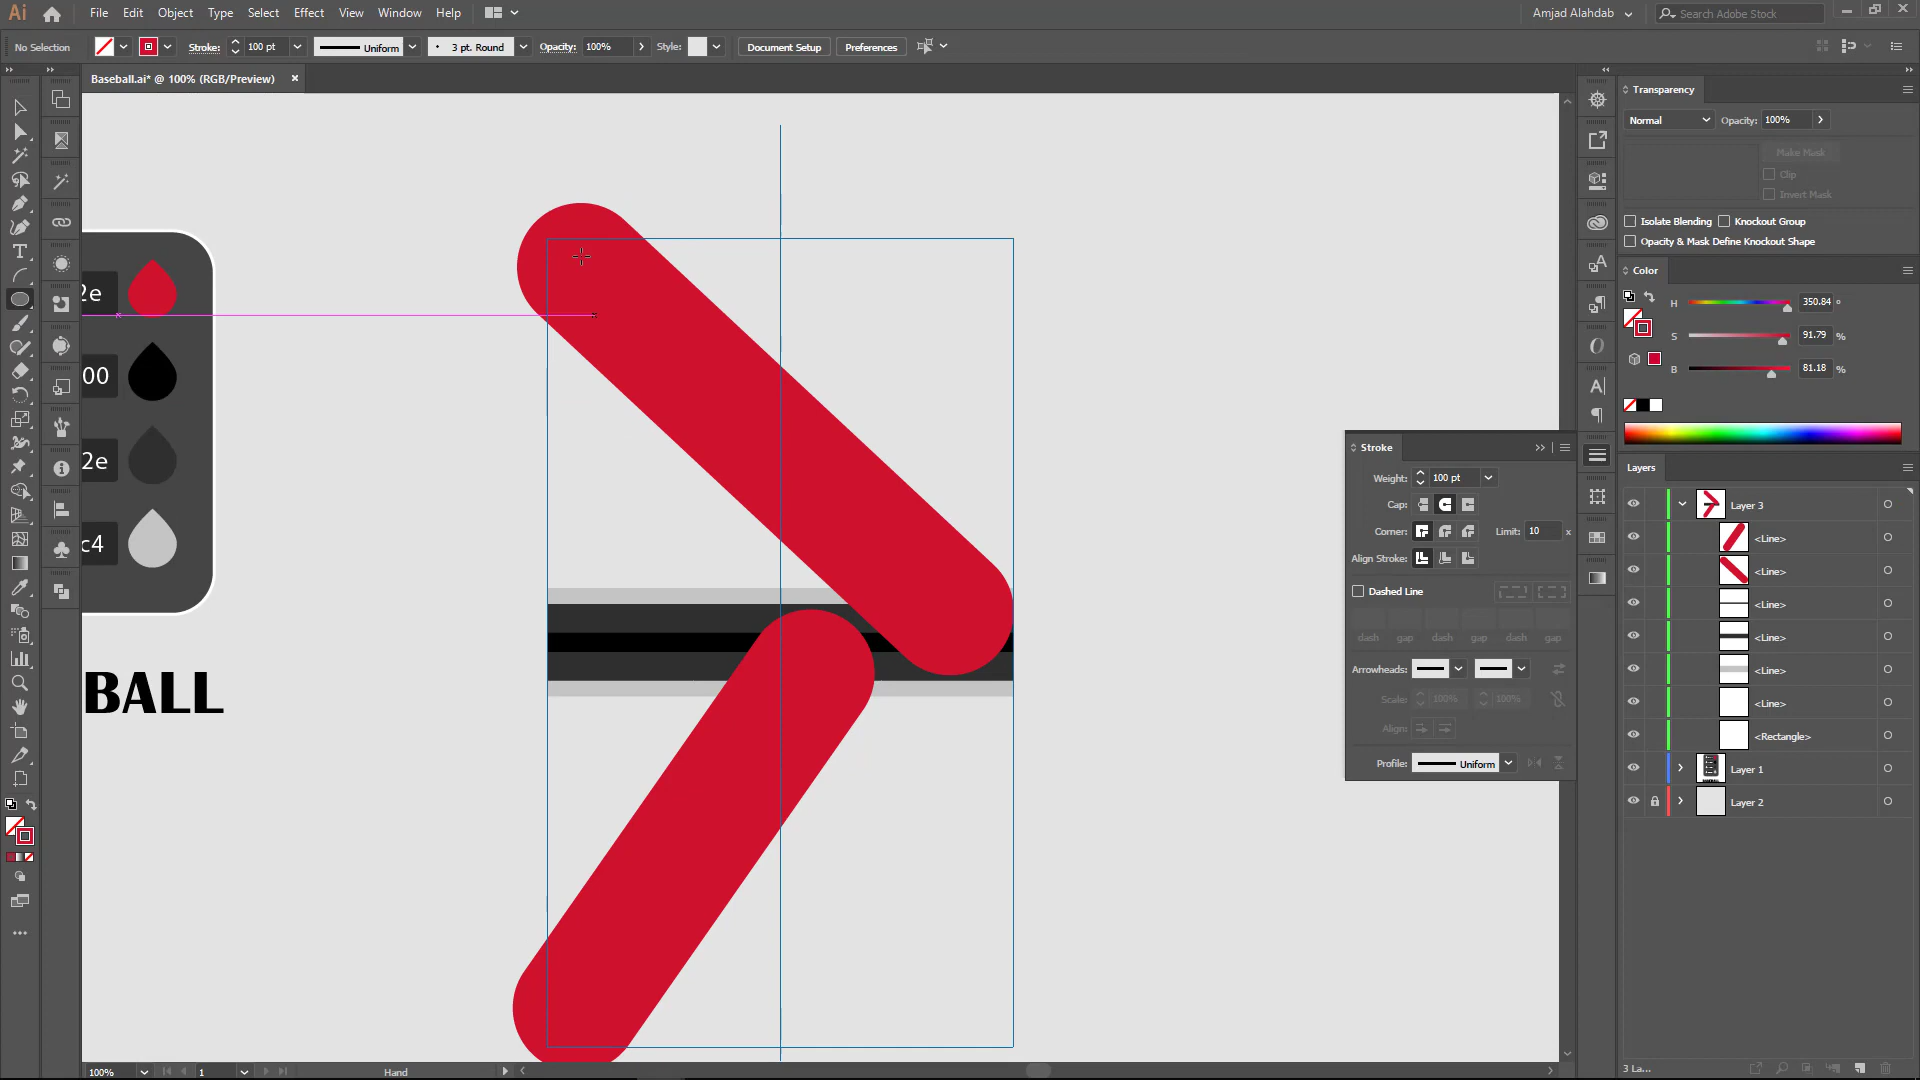 Ai File Edit Object Type Select Effect View Window Help Amjad Alahdab Search Adobe Stock
No Selection Stroke: 100 pt Uniform 3 pt. Round Opacity: 100% Style: Document Setup Preferences
Baseball.ai* @ 100% (RGB/Preview)
Transparency
Normal Opacity: 100%
Make Mask
Clip
Invert Mask
Isolate Blending Knockout Group
Opacity & Mask Define Knockout Shape
Color
H 350.84 °
S 91.79 %
B 81.18 %
2e
00
2e
c4
BALL
Stroke
Weight: 100 pt
Cap:
Corner: Limit: 10 x
Align Stroke:
Dashed Line
dash gap dash gap dash gap
Arrowheads:
Scale: 100% 100%
Align:
Profile: Uniform
Layers
Layer 3
<Line>
<Line>
<Line>
<Line>
<Line>
<Line>
<Rectangle>
Layer 1
Layer 2
3 La...
100% 1 Hand